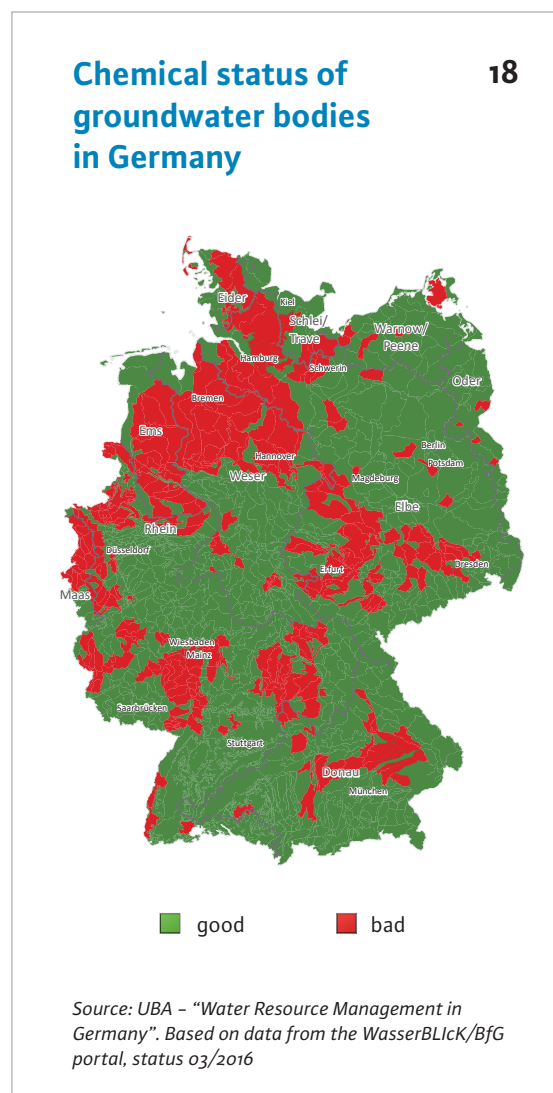 Chemical status of
groundwater bodies
in Germany
18
Eider
Kiel
Schlei/
Trave
Warnow/
Peene
Hamburg
Schwerin
Oder
Bremen
Ems
Berlin
Hannover
Potsdam
Weser
Magdeburg
Elbe
Rhein
Düsseldorf
Erfurt
Dresden
Maas
Wiesbaden
Mainz
Saarbrücken
Stuttgart
Donau
München
good
bad
Source: UBA – “Water Resource Management in
Germany”. Based on data from the WasserBLIcK/BfG
portal, status 03/2016